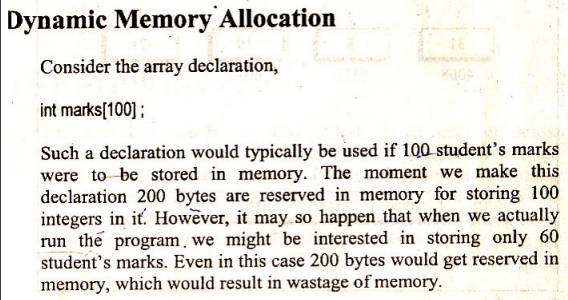 Dynamic Memory Allocation
Consider the array declaration,
int marks[100] ;
Such a declaration would typically be used if 100 student's marks
were to be stored in memory. The moment we make this
declaration 200 bytes are reserved in memory for storing 100
integers in it. However, it may so happen that when we actually
run the program we might be interested in storing only 60
student's marks. Even in this case 200 bytes would get reserved in
memory, which would result in wastage of memory.